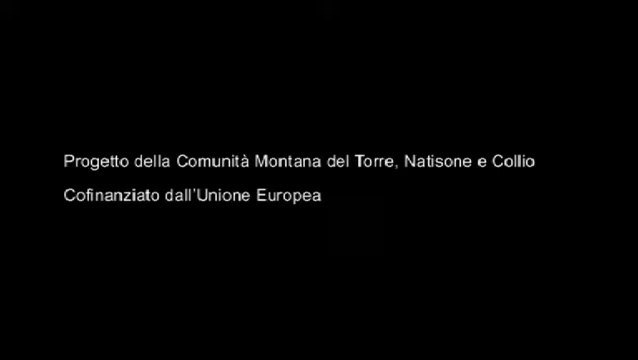 Progetto della Comunità Montana del Torre, Natisone e Collio
Cofinanziato dall'Unione Europea